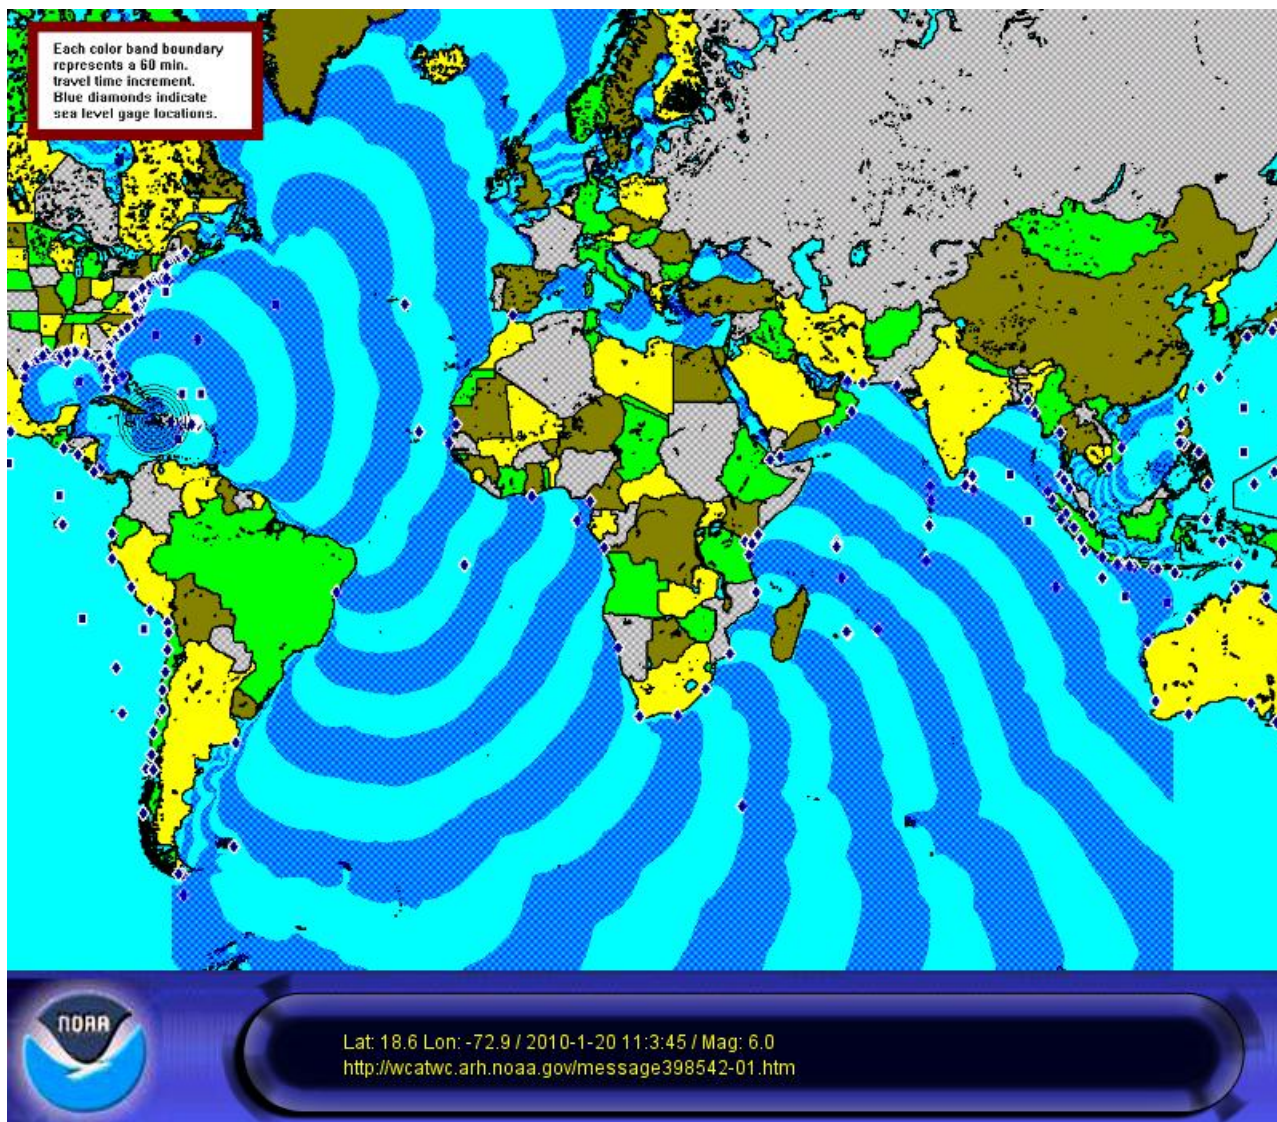 Each color band boundary
represents a 60 min.
travel time increment.
Blue diamonds indicate
sea level gage locations.
NOAA
Lat: 18.6 Lon: -72.9 / 2010-1-20 11:3:45 / Mag: 6.0
http://wcatwc.arh.noaa.gov/message398542-01.htm